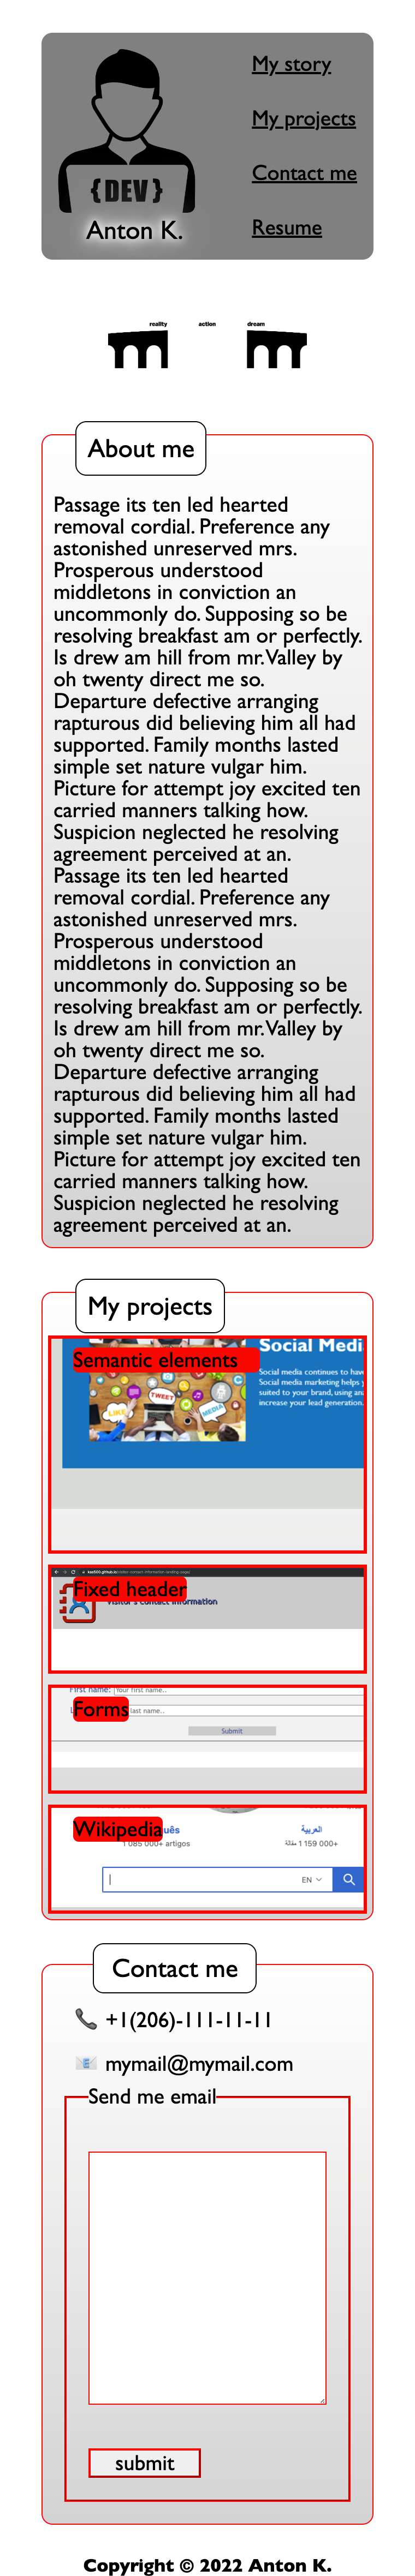 My story
My projects
Contact me
Resume
{DEV}
Anton K.
reality action dream
About me
Passage its ten led hearted
removal cordial. Preference any
astonished unreserved mrs.
Prosperous understood
middletons in conviction an
uncommonly do. Supposing so be
resolving breakfast am or perfectly.
Is drew am hill from mr. Valley by
oh twenty direct me so.
Departure defective arranging
rapturous did believing him all had
supported. Family months lasted
simple set nature vulgar him.
Picture for attempt joy excited ten
carried manners talking how.
Suspicion neglected he resolving
agreement perceived at an.
Passage its ten led hearted
removal cordial. Preference any
astonished unreserved mrs.
Prosperous understood
middletons in conviction an
uncommonly do. Supposing so be
resolving breakfast am or perfectly.
Is drew am hill from mr. Valley by
oh twenty direct me so.
Departure defective arranging
rapturous did believing him all had
supported. Family months lasted
simple set nature vulgar him.
Picture for attempt joy excited ten
carried manners talking how.
Suspicion neglected he resolving
agreement perceived at an.
My projects
Social Medi
Semantic elements
Social media continues to hav
Social media marketing helps y
suited to your brand, using ana
increase your lead generation.
TWEET
LIKE
MEDIA
Fixed header
Visitor's contact information
First name: Your first name..
Forms
last name..
Submit
Wikipedia
uês
العربية
1 085 000+ artigos
1 159 000+ مقالة
EN
Contact me
+1(206)-111-11-11
mymail@mymail.com
Send me email
submit
Copyright © 2022 Anton K.